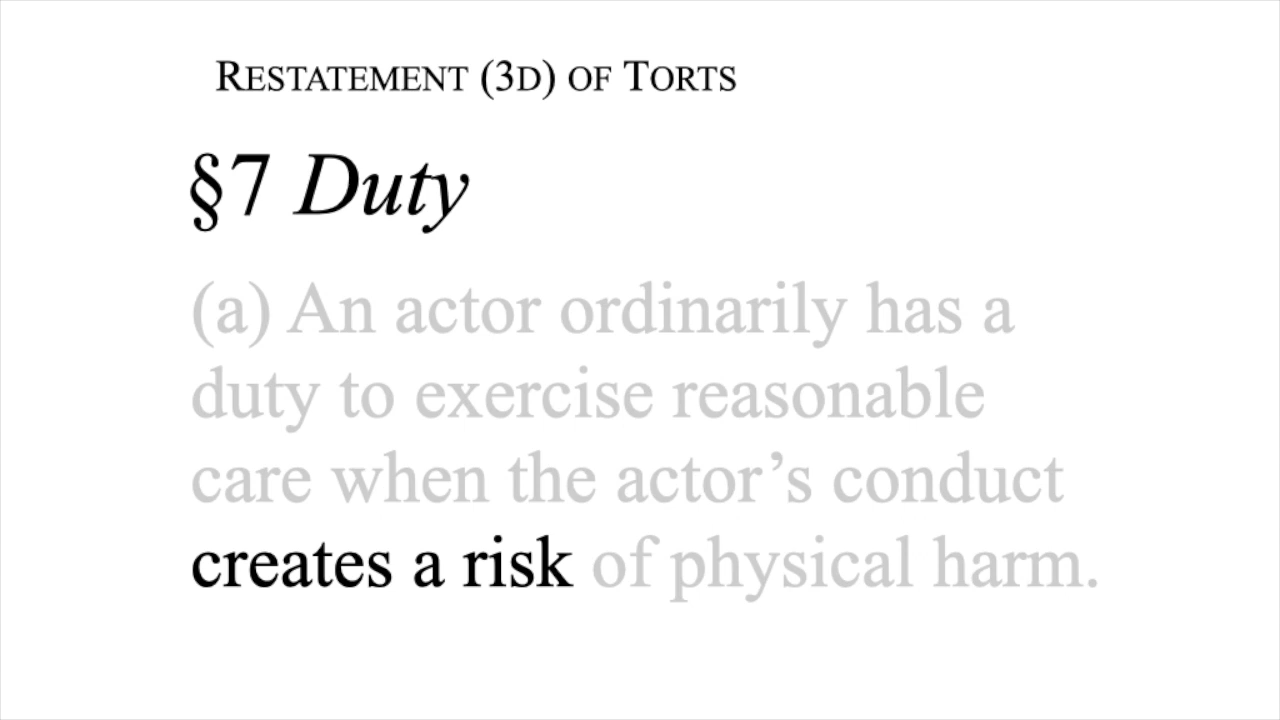 RESTATEMENT (3D) OF TORTS
§7 Duty
(a) An actor ordinarily has a
duty to exercise reasonable
care when the actor’s conduct
creates a risk of physical harm.